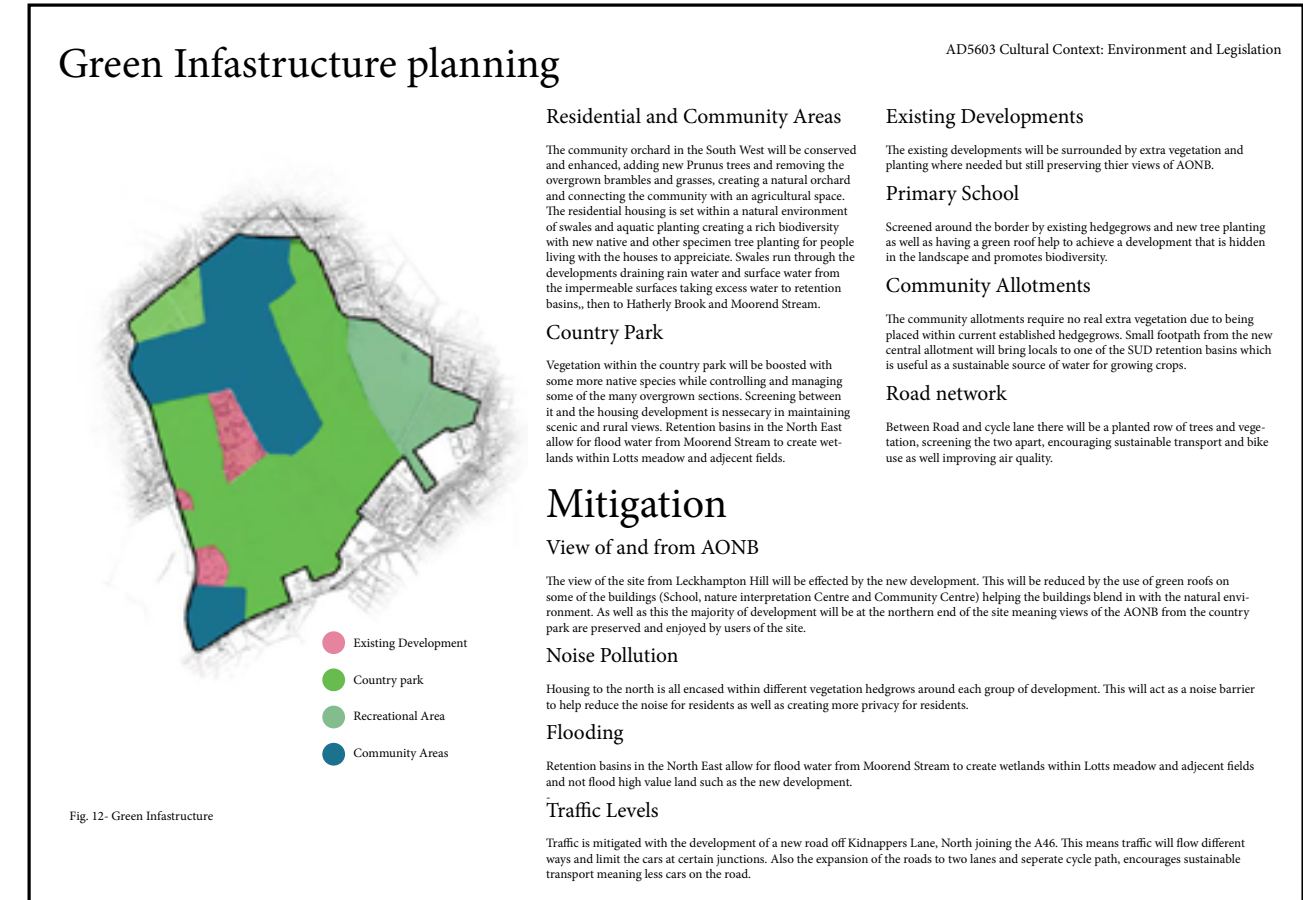 Green Infastructure planning
AD5603 Cultural Context: Environment and Legislation
Residential and Community Areas
The community orchard in the South West will be conserved
and enhanced, adding new Prunus trees and removing the
overgrown brambles and grasses, creating a natural orchard
and connecting the community with an agricultural space.
The residential housing is set within a natural environment
of swales and aquatic planting creating a rich biodiversity
with new native and other specimen tree planting for people
living with the houses to appreiciate. Swales run through the
developments draining rain water and surface water from
the impermeable surfaces taking excess water to retention
basins,, then to Hatherly Brook and Moorend Stream.
Country Park
Vegetation within the country park will be boosted with
some more native species while controlling and managing
some of the many overgrown sections. Screening between
it and the housing development is nessecary in maintaining
scenic and rural views. Retention basins in the North East
allow for flood water from Moorend Stream to create wet-
lands within Lotts meadow and adjecent fields.
Existing Developments
The existing developments will be surrounded by extra vegetation and
planting where needed but still preserving thier views of AONB.
Primary School
Screened around the border by existing hedgegrows and new tree planting
as well as having a green roof help to achieve a development that is hidden
in the landscape and promotes biodiversity.
Community Allotments
The community allotments require no real extra vegetation due to being
placed within current established hedgegrows. Small footpath from the new
central allotment will bring locals to one of the SUD retention basins which
is useful as a sustainable source of water for growing crops.
Road network
Between Road and cycle lane there will be a planted row of trees and vege-
tation, screening the two apart, encouraging sustainable transport and bike
use as well improving air quality.
Mitigation
View of and from AONB
The view of the site from Leckhampton Hill will be effected by the new development. This will be reduced by the use of green roofs on
some of the buildings (School, nature interpretation Centre and Community Centre) helping the buildings blend in with the natural envi-
ronment. As well as this the majority of development will be at the northern end of the site meaning views of the AONB from the country
park are preserved and enjoyed by users of the site.
Noise Pollution
Housing to the north is all encased within different vegetation hedgrows around each group of development. This will act as a noise barrier
to help reduce the noise for residents as well as creating more privacy for residents.
Flooding
Retention basins in the North East allow for flood water from Moorend Stream to create wetlands within Lotts meadow and adjecent fields
and not flood high value land such as the new development.
-
Traffic Levels
Traffic is mitigated with the development of a new road off Kidnappers Lane, North joining the A46. This means traffic will flow different
ways and limit the cars at certain junctions. Also the expansion of the roads to two lanes and seperate cycle path, encourages sustainable
transport meaning less cars on the road.
Existing Development
Country park
Recreational Area
Community Areas
Fig. 12- Green Infastructure